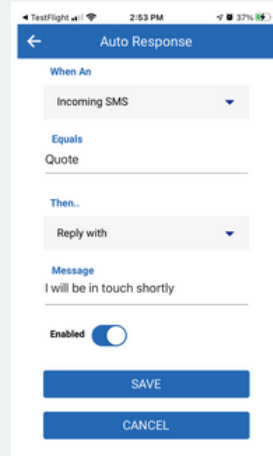 TestFlight
2:53 PM
37%
Auto Response
When An
Incoming SMS
Equals
Quote
Then..
Reply with
Message
I will be in touch shortly
Enabled
SAVE
CANCEL